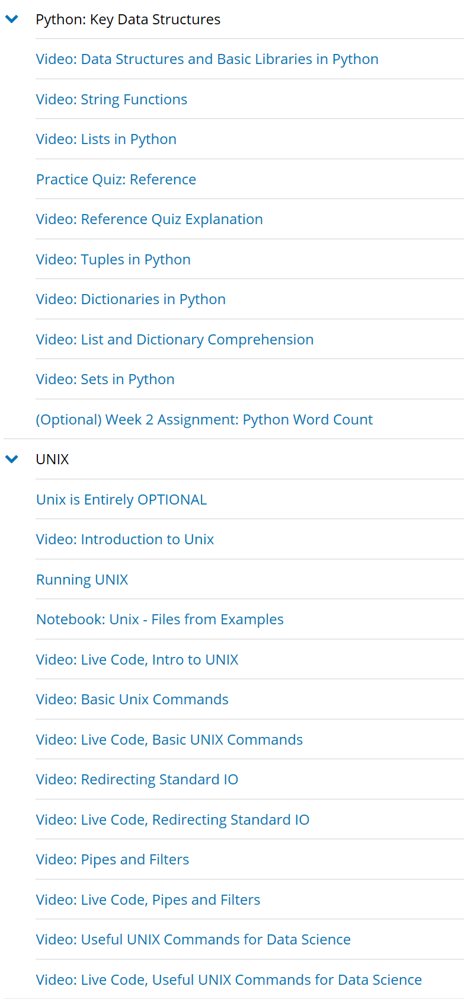 Python: Key Data Structures
Video: Data Structures and Basic Libraries in Python
Video: String Functions
Video: Lists in Python
Practice Quiz: Reference
Video: Reference Quiz Explanation
Video: Tuples in Python
Video: Dictionaries in Python
Video: List and Dictionary Comprehension
Video: Sets in Python
(Optional) Week 2 Assignment: Python Word Count
UNIX
Unix is Entirely OPTIONAL
Video: Introduction to Unix
Running UNIX
Notebook: Unix - Files from Examples
Video: Live Code, Intro to UNIX
Video: Basic Unix Commands
Video: Live Code, Basic UNIX Commands
Video: Redirecting Standard IO
Video: Live Code, Redirecting Standard IO
Video: Pipes and Filters
Video: Live Code, Pipes and Filters
Video: Useful UNIX Commands for Data Science
Video: Live Code, Useful UNIX Commands for Data Science